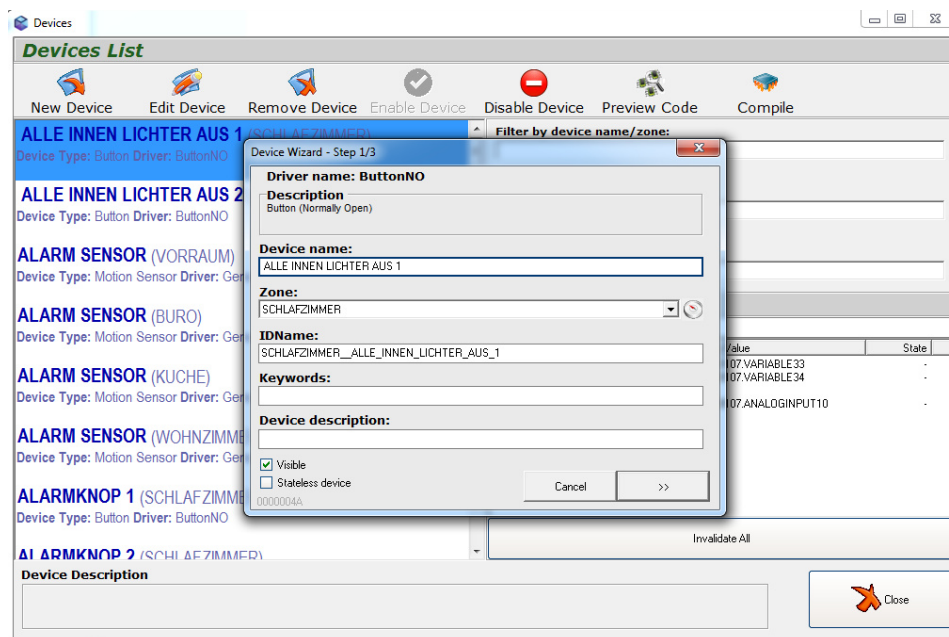 Devices
Devices List
New Device Edit Device Remove Device Enable Device Disable Device Preview Code Compile
ALLE INNEN LICHTER AUS 1 (SCHLAFZIMMER)
Device Type: Button Driver: ButtonNO
ALLE INNEN LICHTER AUS 2
Device Type: Button Driver: ButtonNO
ALARM SENSOR (VORRAUM)
Device Type: Motion Sensor Driver: Ger
ALARM SENSOR (BURO)
Device Type: Motion Sensor Driver: Ger
ALARM SENSOR (KUCHE)
Device Type: Motion Sensor Driver: Ger
ALARM SENSOR (WOHNZIMME
Device Type: Motion Sensor Driver: Ger
ALARMKNOP 1 (SCHLAFZIMME
Device Type: Button Driver: ButtonNO
ALARMKNOP 2 (SCHLAFZIMMER)
Filter by device name/zone:
Device Wizard - Step 1/3
Driver name: ButtonNO
Description
Button (Normally Open)
Device name:
ALLE INNEN LICHTER AUS 1
Zone:
SCHLAFZIMMER
IDName:
SCHLAFZIMMER__ALLE_INNEN_LICHTER_AUS_1
Keywords:
Device description:
Visible
Stateless device
0000004A
Cancel >>
Value State
107.VARIABLE33 -
107.VARIABLE34 -
107.ANALOGINPUT10 -
Invalidate All
Device Description
Close